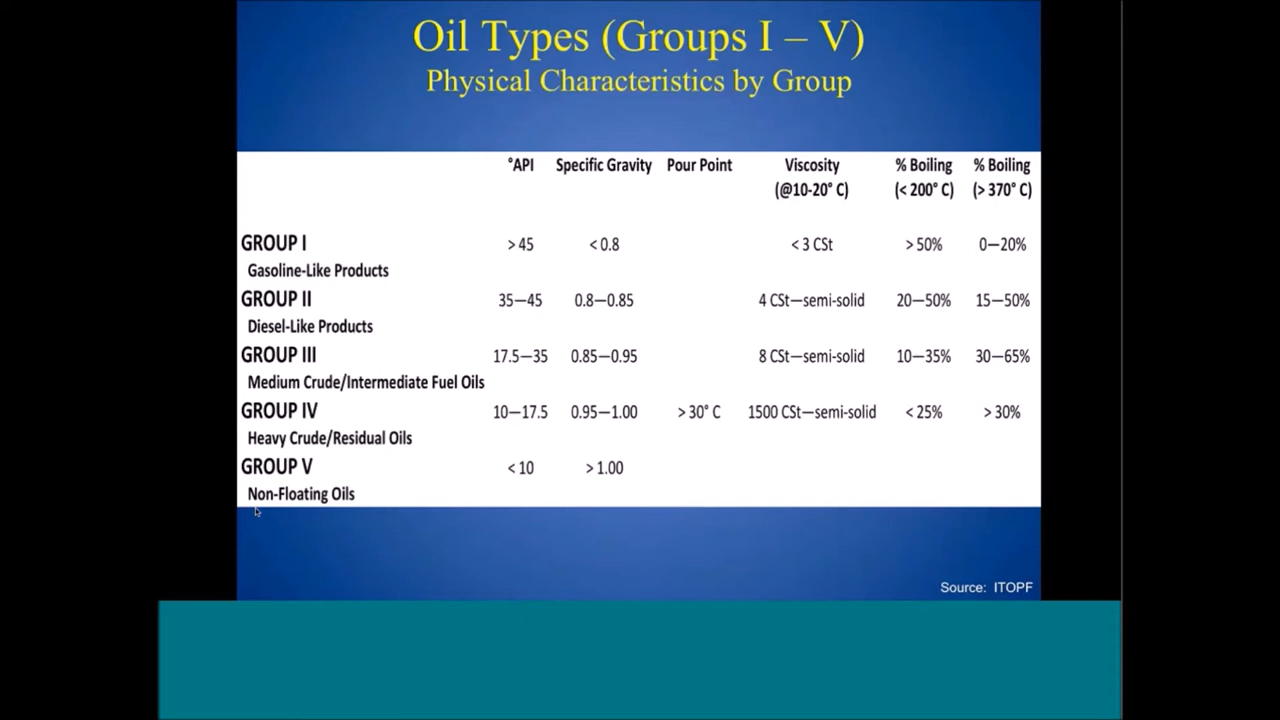 Oil Types (Groups I – V)
Physical Characteristics by Group
°API Specific Gravity Pour Point Viscosity % Boiling % Boiling
(@10-20° C) (< 200° C) (> 370° C)
GROUP I > 45 < 0.8 < 3 CSt > 50% 0—20%
Gasoline-Like Products
GROUP II 35—45 0.8—0.85 4 CSt—semi-solid 20—50% 15—50%
Diesel-Like Products
GROUP III 17.5—35 0.85—0.95 8 CSt—semi-solid 10—35% 30—65%
Medium Crude/Intermediate Fuel Oils
GROUP IV 10—17.5 0.95—1.00 > 30° C 1500 CSt—semi-solid < 25% > 30%
Heavy Crude/Residual Oils
GROUP V < 10 > 1.00
Non-Floating Oils
Source: ITOPF